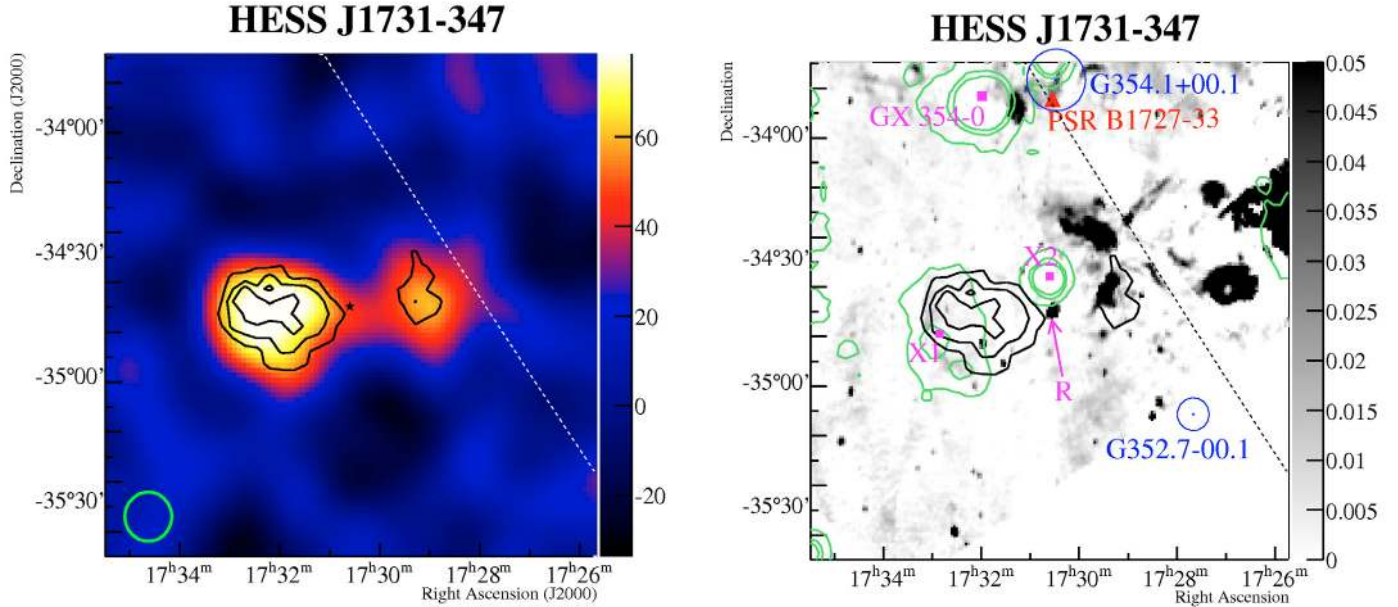 HESS J1731-347
Declination (J2000)
-34°00'
-34°30'
-35°00'
-35°30'
17h34m
17h32m
17h30m
17h28m
17h26m
Right Ascension (J2000)
60
40
20
0
-20
HESS J1731-347
Declination
-34°00'
-34°30'
-35°00'
-35°30'
G354.1+00.1
GX 354-0
PSR B1727-33
X2
X1
R
G352.7-00.1
17h34m
17h32m
17h30m
17h28m
17h26m
Right Ascension
0.05
0.045
0.04
0.035
0.03
0.025
0.02
0.015
0.01
0.005
0